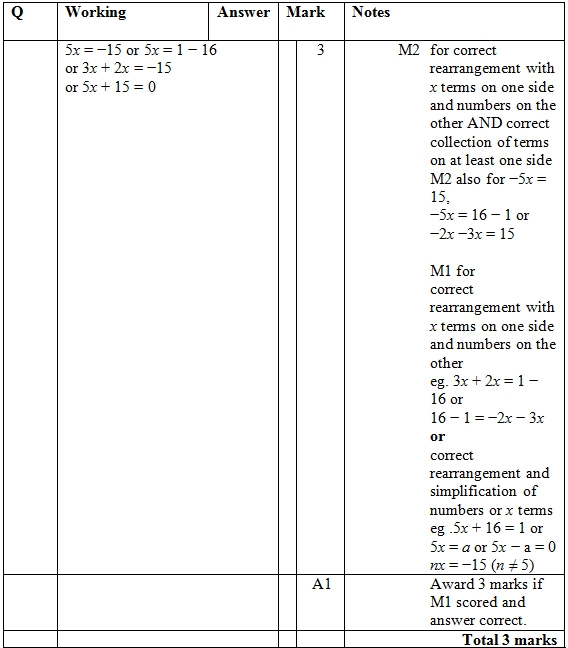 Q Working Answer Mark Notes
5x = −15 or 5x = 1 − 16 3 M2 for correct
or 3x + 2x = −15 rearrangement with
or 5x + 15 = 0 x terms on one side
and numbers on the
other AND correct
collection of terms
on at least one side
M2 also for −5x =
15,
−5x = 16 − 1 or
−2x −3x = 15
M1 for
correct
rearrangement with
x terms on one side
and numbers on the
other
eg. 3x + 2x = 1 −
16 or
16 − 1 = −2x − 3x
or
correct
rearrangement and
simplification of
numbers or x terms
eg .5x + 16 = 1 or
5x = a or 5x − a = 0
nx = −15 (n ≠ 5)
A1 Award 3 marks if
M1 scored and
answer correct.
Total 3 marks